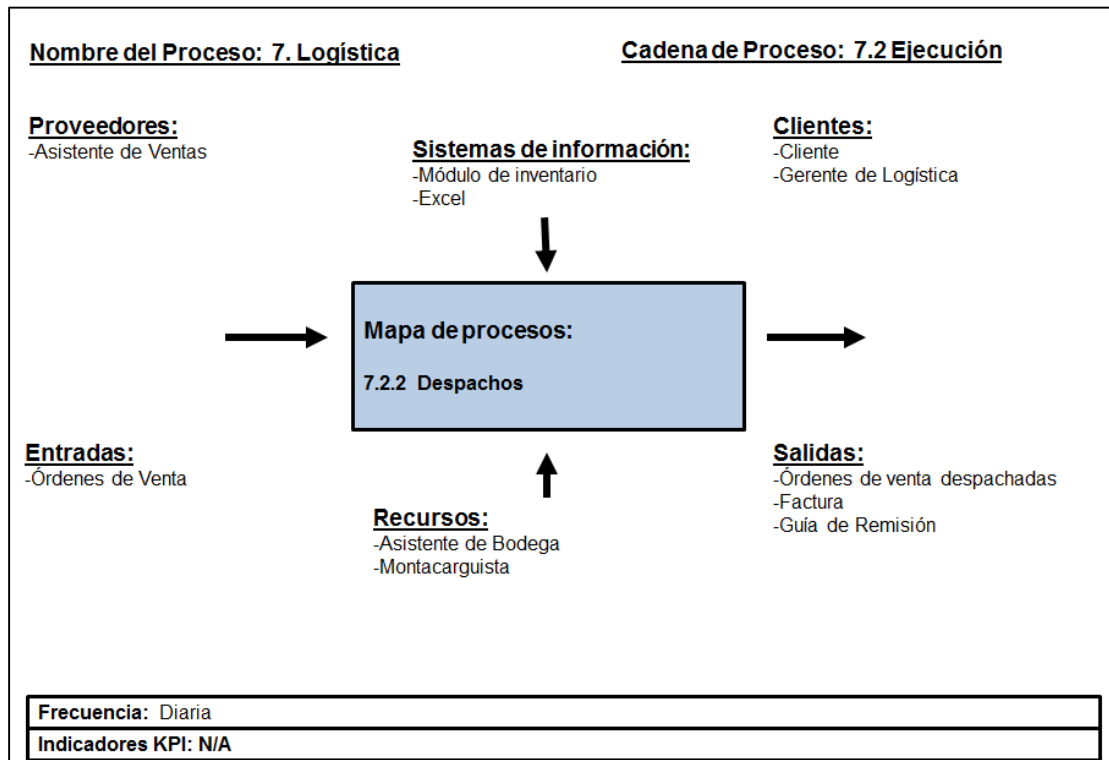 Nombre del Proceso: 7. Logística
Cadena de Proceso: 7.2 Ejecución
Proveedores:
-Asistente de Ventas
Sistemas de información:
-Módulo de inventario
-Excel
Clientes:
-Cliente
-Gerente de Logística
Mapa de procesos:
7.2.2 Despachos
Entradas:
-Órdenes de Venta
Recursos:
-Asistente de Bodega
-Montacarguista
Salidas:
-Órdenes de venta despachadas
-Factura
-Guía de Remisión
Frecuencia: Diaria
Indicadores KPI: N/A